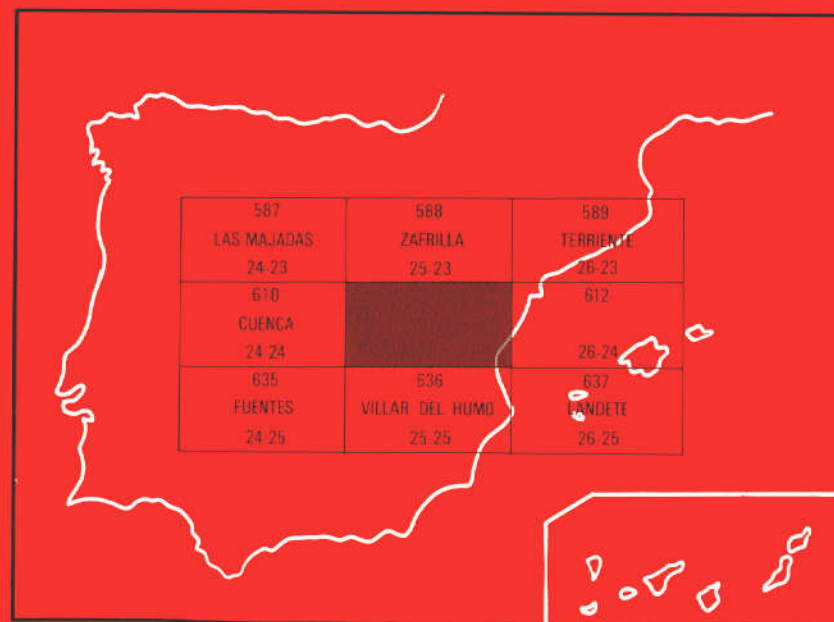 587
LAS MAJADAS
24-23
588
ZAFRILLA
25-23
589
TERRIENTE
26-23
610
CUENCA
24-24
612
26-24
635
FUENTES
24-25
636
VILLAR DEL HUMO
25-25
637
LANDETE
26-25